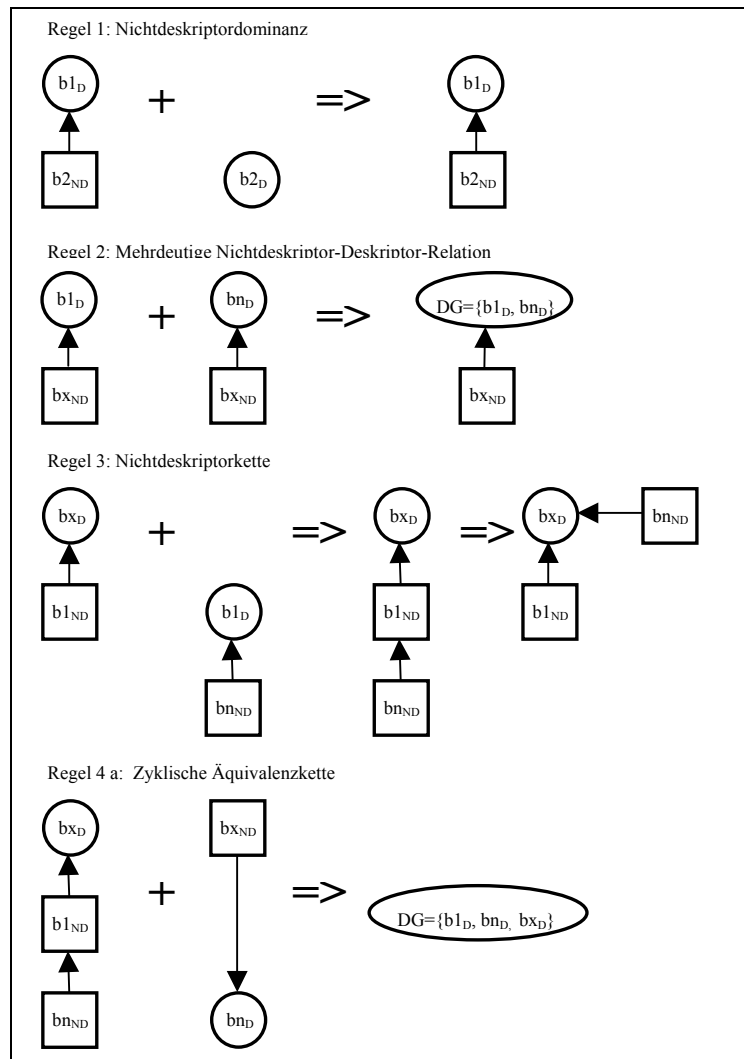 Regel 1: Nichtdeskriptordominanz
b1D + => b1D
b2ND b2D b2ND
Regel 2: Mehrdeutige Nichtdeskriptor-Deskriptor-Relation
b1D + bnD => DG={b1D, bnD}
bxND bxND bxND
Regel 3: Nichtdeskriptorkette
bxD + => bxD => bxD bnND
b1ND b1D b1ND b1ND
bnND bnND
Regel 4 a: Zyklische Äquivalenzkette
bxD bxND
b1ND + => DG={b1D, bnD, bxD}
bnND bnD